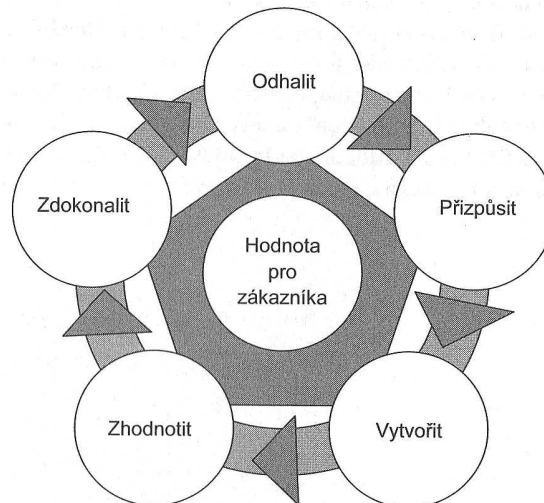 Odhalit
Zdokonalit
Přizpůsit
Hodnota
pro
zákazníka
Zhodnotit
Vytvořit